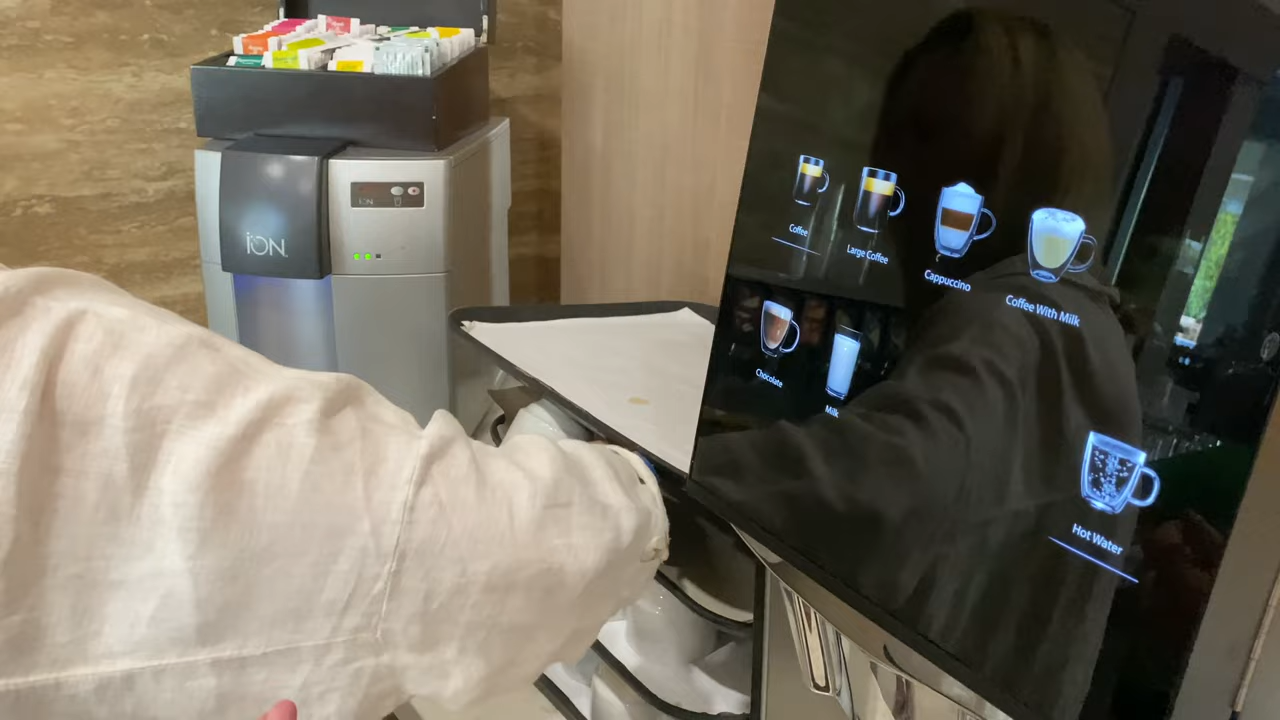 iON
iON
Coffee
Large Coffee
Cappuccino
Coffee With Milk
Chocolate
Milk
Hot Water